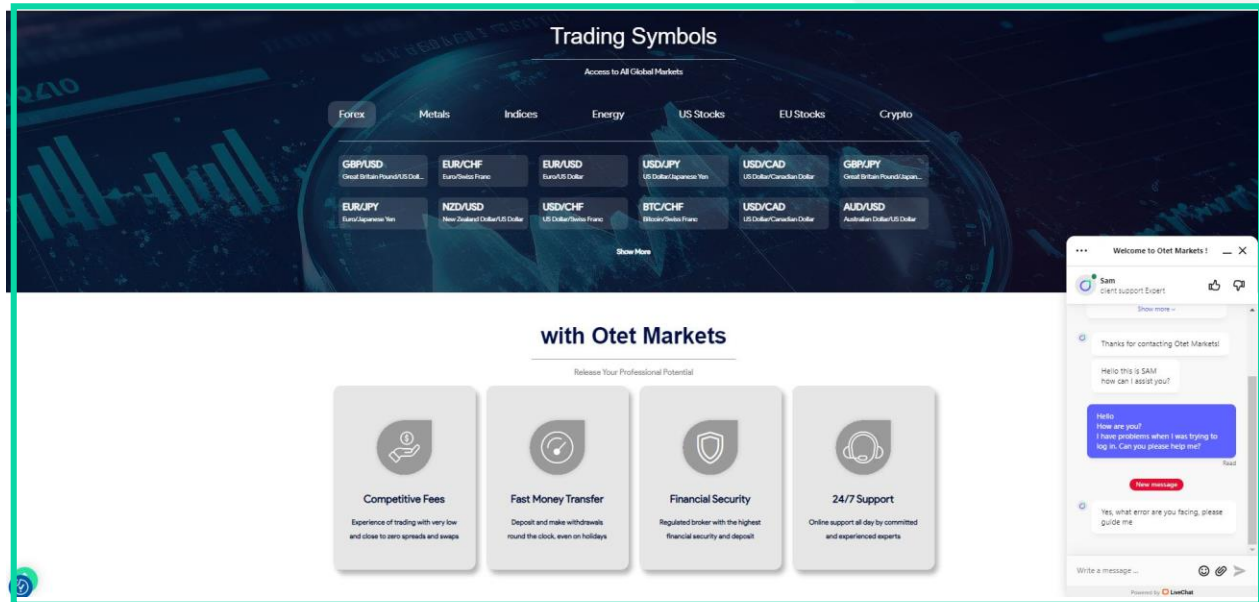 Trading Symbols
Access to All Global Markets
Forex Metals Indices Energy US Stocks EU Stocks Crypto
GBP/USD EUR/CHF EUR/USD USD/JPY USD/CAD GBP/JPY
Great Britain Pound/US Doll... Euro/Swiss Franc Euro/US Dollar US Dollar/Japanese Yen US Dollar/Canadian Dollar Great Britain Pound/Japan...
EUR/JPY NZD/USD USD/CHF BTC/CHF USD/CAD AUD/USD
Euro/Japanese Yen New Zealand Dollar/US Dollar US Dollar/Swiss Franc Bitcoin/Swiss Franc US Dollar/Canadian Dollar Australian Dollar/US Dollar
Show More
with Otet Markets
Release Your Professional Potential
Competitive Fees
Experience of trading with very low
and close to zero spreads and swaps
Fast Money Transfer
Deposit and make withdrawals
round the clock, even on holidays
Financial Security
Regulated broker with the highest
financial security and deposit
24/7 Support
Online support all day by committed
and experienced experts
Welcome to Otet Markets !
Sam
client support Expert
Show more
Thanks for contacting Otet Markets!
Hello this is SAM
how can I assist you?
Hello
How are you?
I have problems when I was trying to
log in. Can you please help me?
Read
New message
Yes, what error are you facing, please
guide me
Write a message ...
Powered by LiveChat